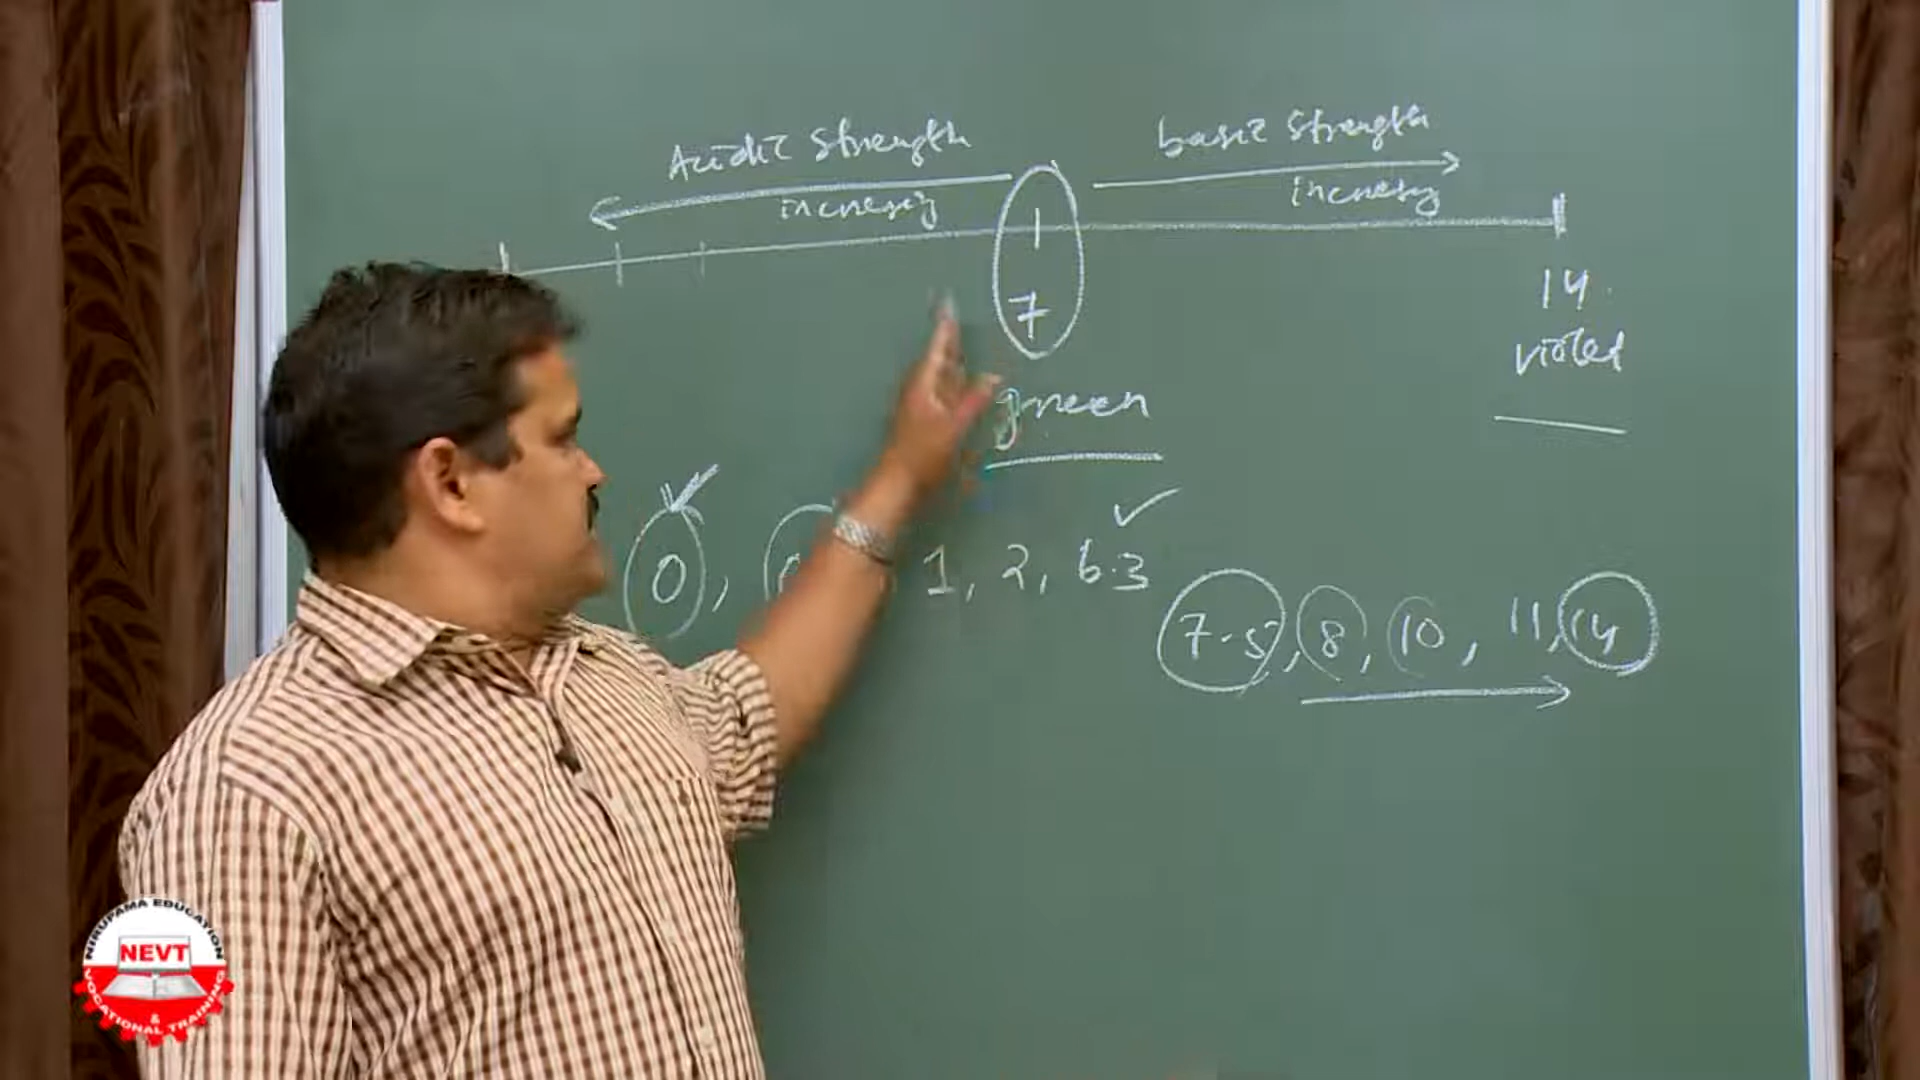 Acidic strength
increasing
basic strength
increasing
7
14
green
violet
0, 1, 2, 6.3
7.5, 8, 10, 11, 14
NIRUPAMA EDUCATION
NEVT
&
VOCATIONAL TRAINING